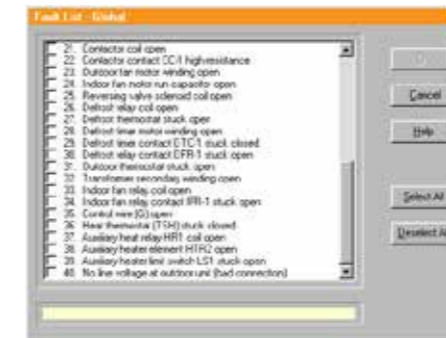 Fault List - Global
21. Contactor coil open
22. Contactor contact CC-1 high resistance
23. Outdoor fan motor winding open
24. Indoor fan motor run capacitor open
25. Reversing valve solenoid coil open
26. Defrost relay coil open
27. Defrost thermostat stuck open
28. Defrost timer motor winding open
29. Defrost timer contact DTC-1 stuck closed
30. Defrost relay contact DFR-1 stuck open
31. Outdoor thermostat stuck open
32. Transformer secondary winding open
33. Indoor fan relay coil open
34. Indoor fan relay contact IFR-1 stuck open
35. Control wire (G) open
36. Heat thermostat (TSH) stuck closed
37. Auxiliary heat relay HR1 coil open
38. Auxiliary heater element HTR2 open
39. Auxiliary heater limit switch LS1 stuck open
40. No line voltage at outdoor unit (bad connection)
Cancel
Help
Select All
Deselect Al